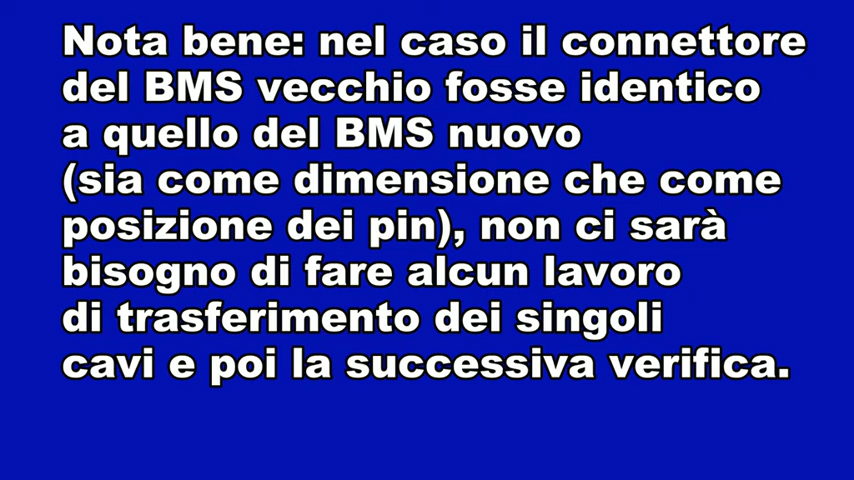 Nota bene: nel caso il connettore
del BMS vecchio fosse identico
a quello del BMS nuovo
(sia come dimensione che come
posizione dei pin), non ci sarà
bisogno di fare alcun lavoro
di trasferimento dei singoli
cavi e poi la successiva verifica.